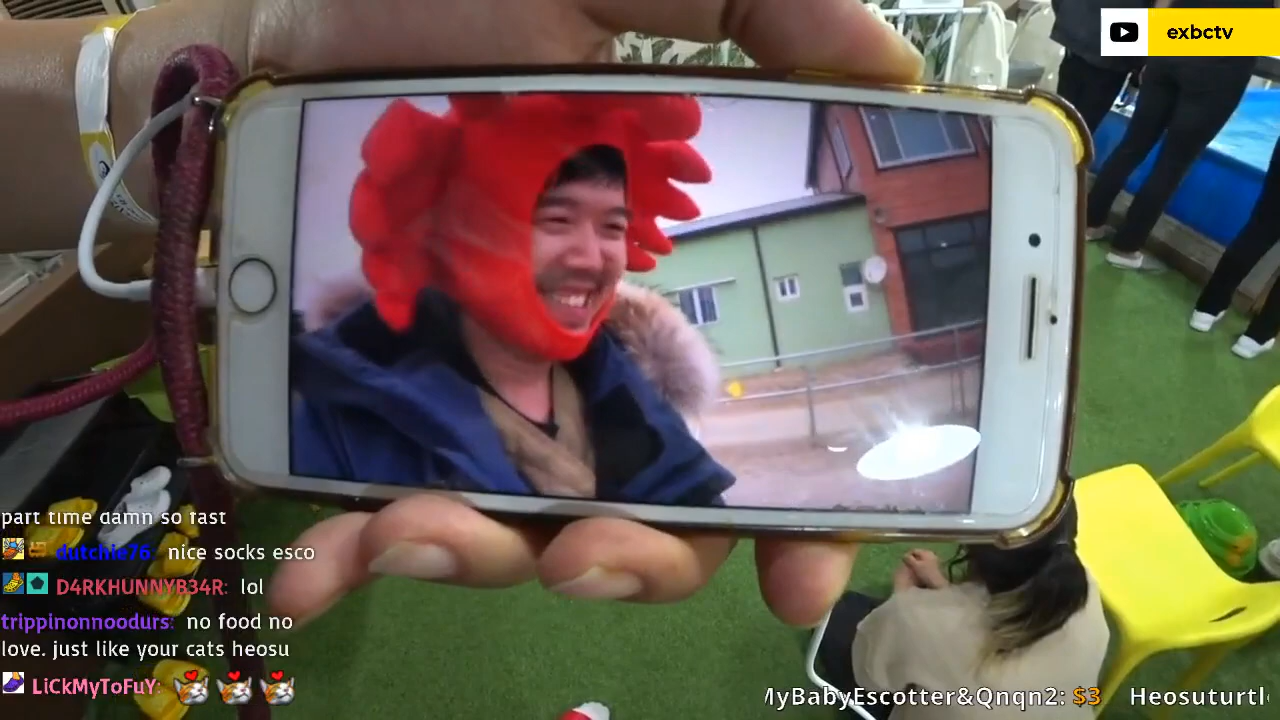 exbctv
part time damn so fast
dutchie76 nice socks esco
D4RKHUNNYB34R: lol
trippinonnoodurs: no food no
love. just like your cats heosu
LiCkMyToFuY:
MyBabyEscotter&Qnqn2: $3 Heosuturtl